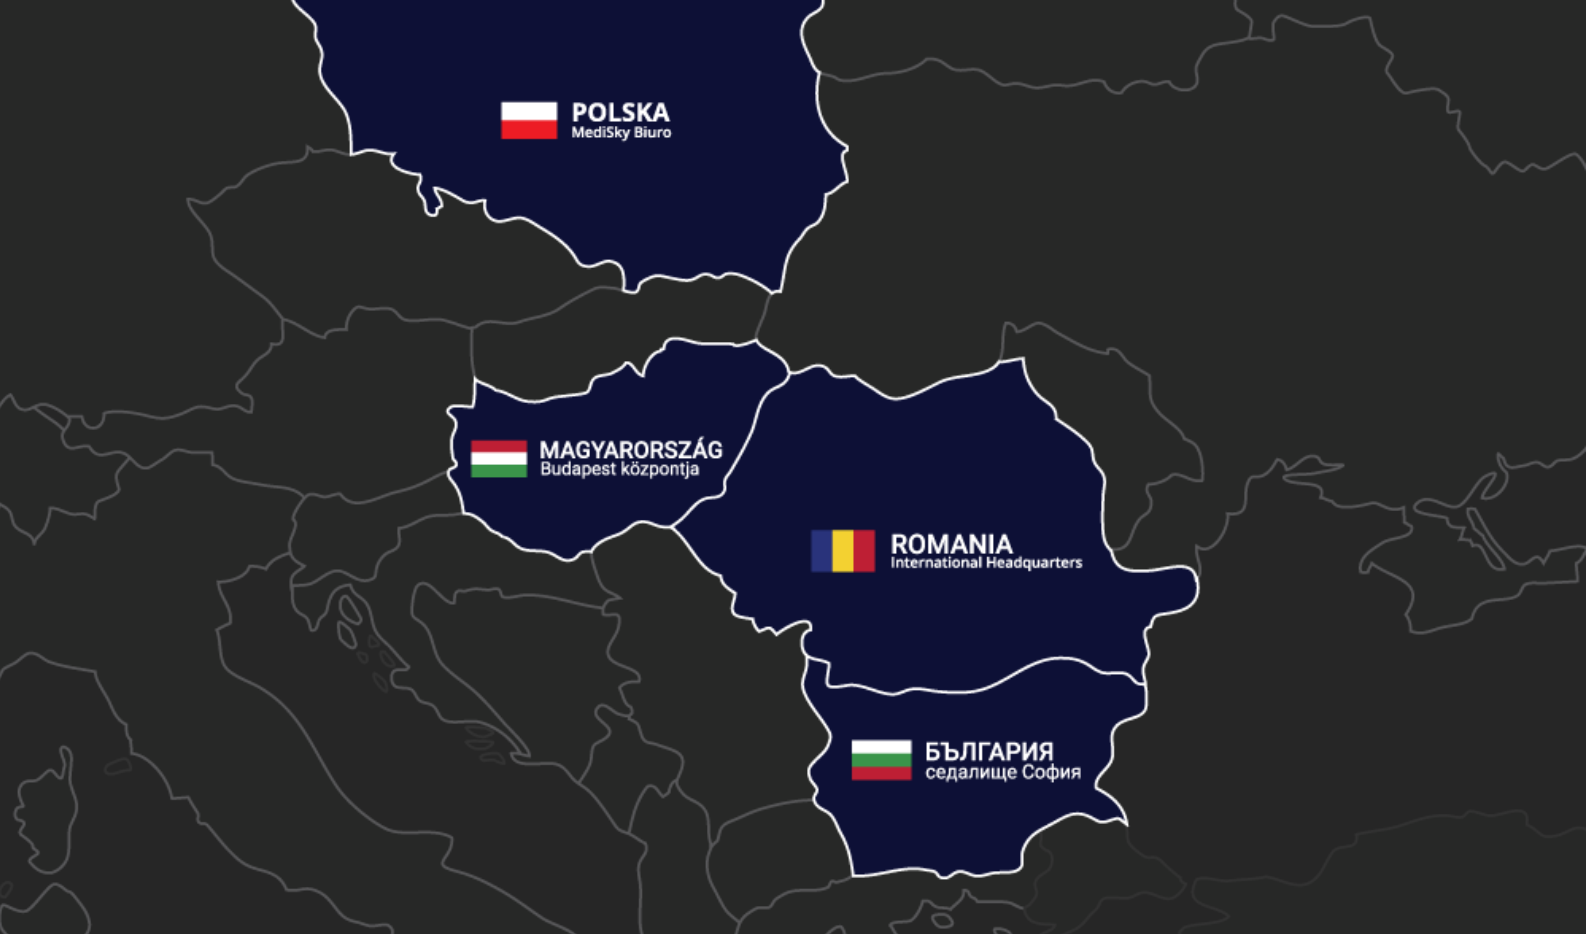 POLSKA
MediSky Biuro
MAGYARORSZÁG
Budapest központja
ROMANIA
International Headquarters
БЪЛГАРИЯ
седалище София